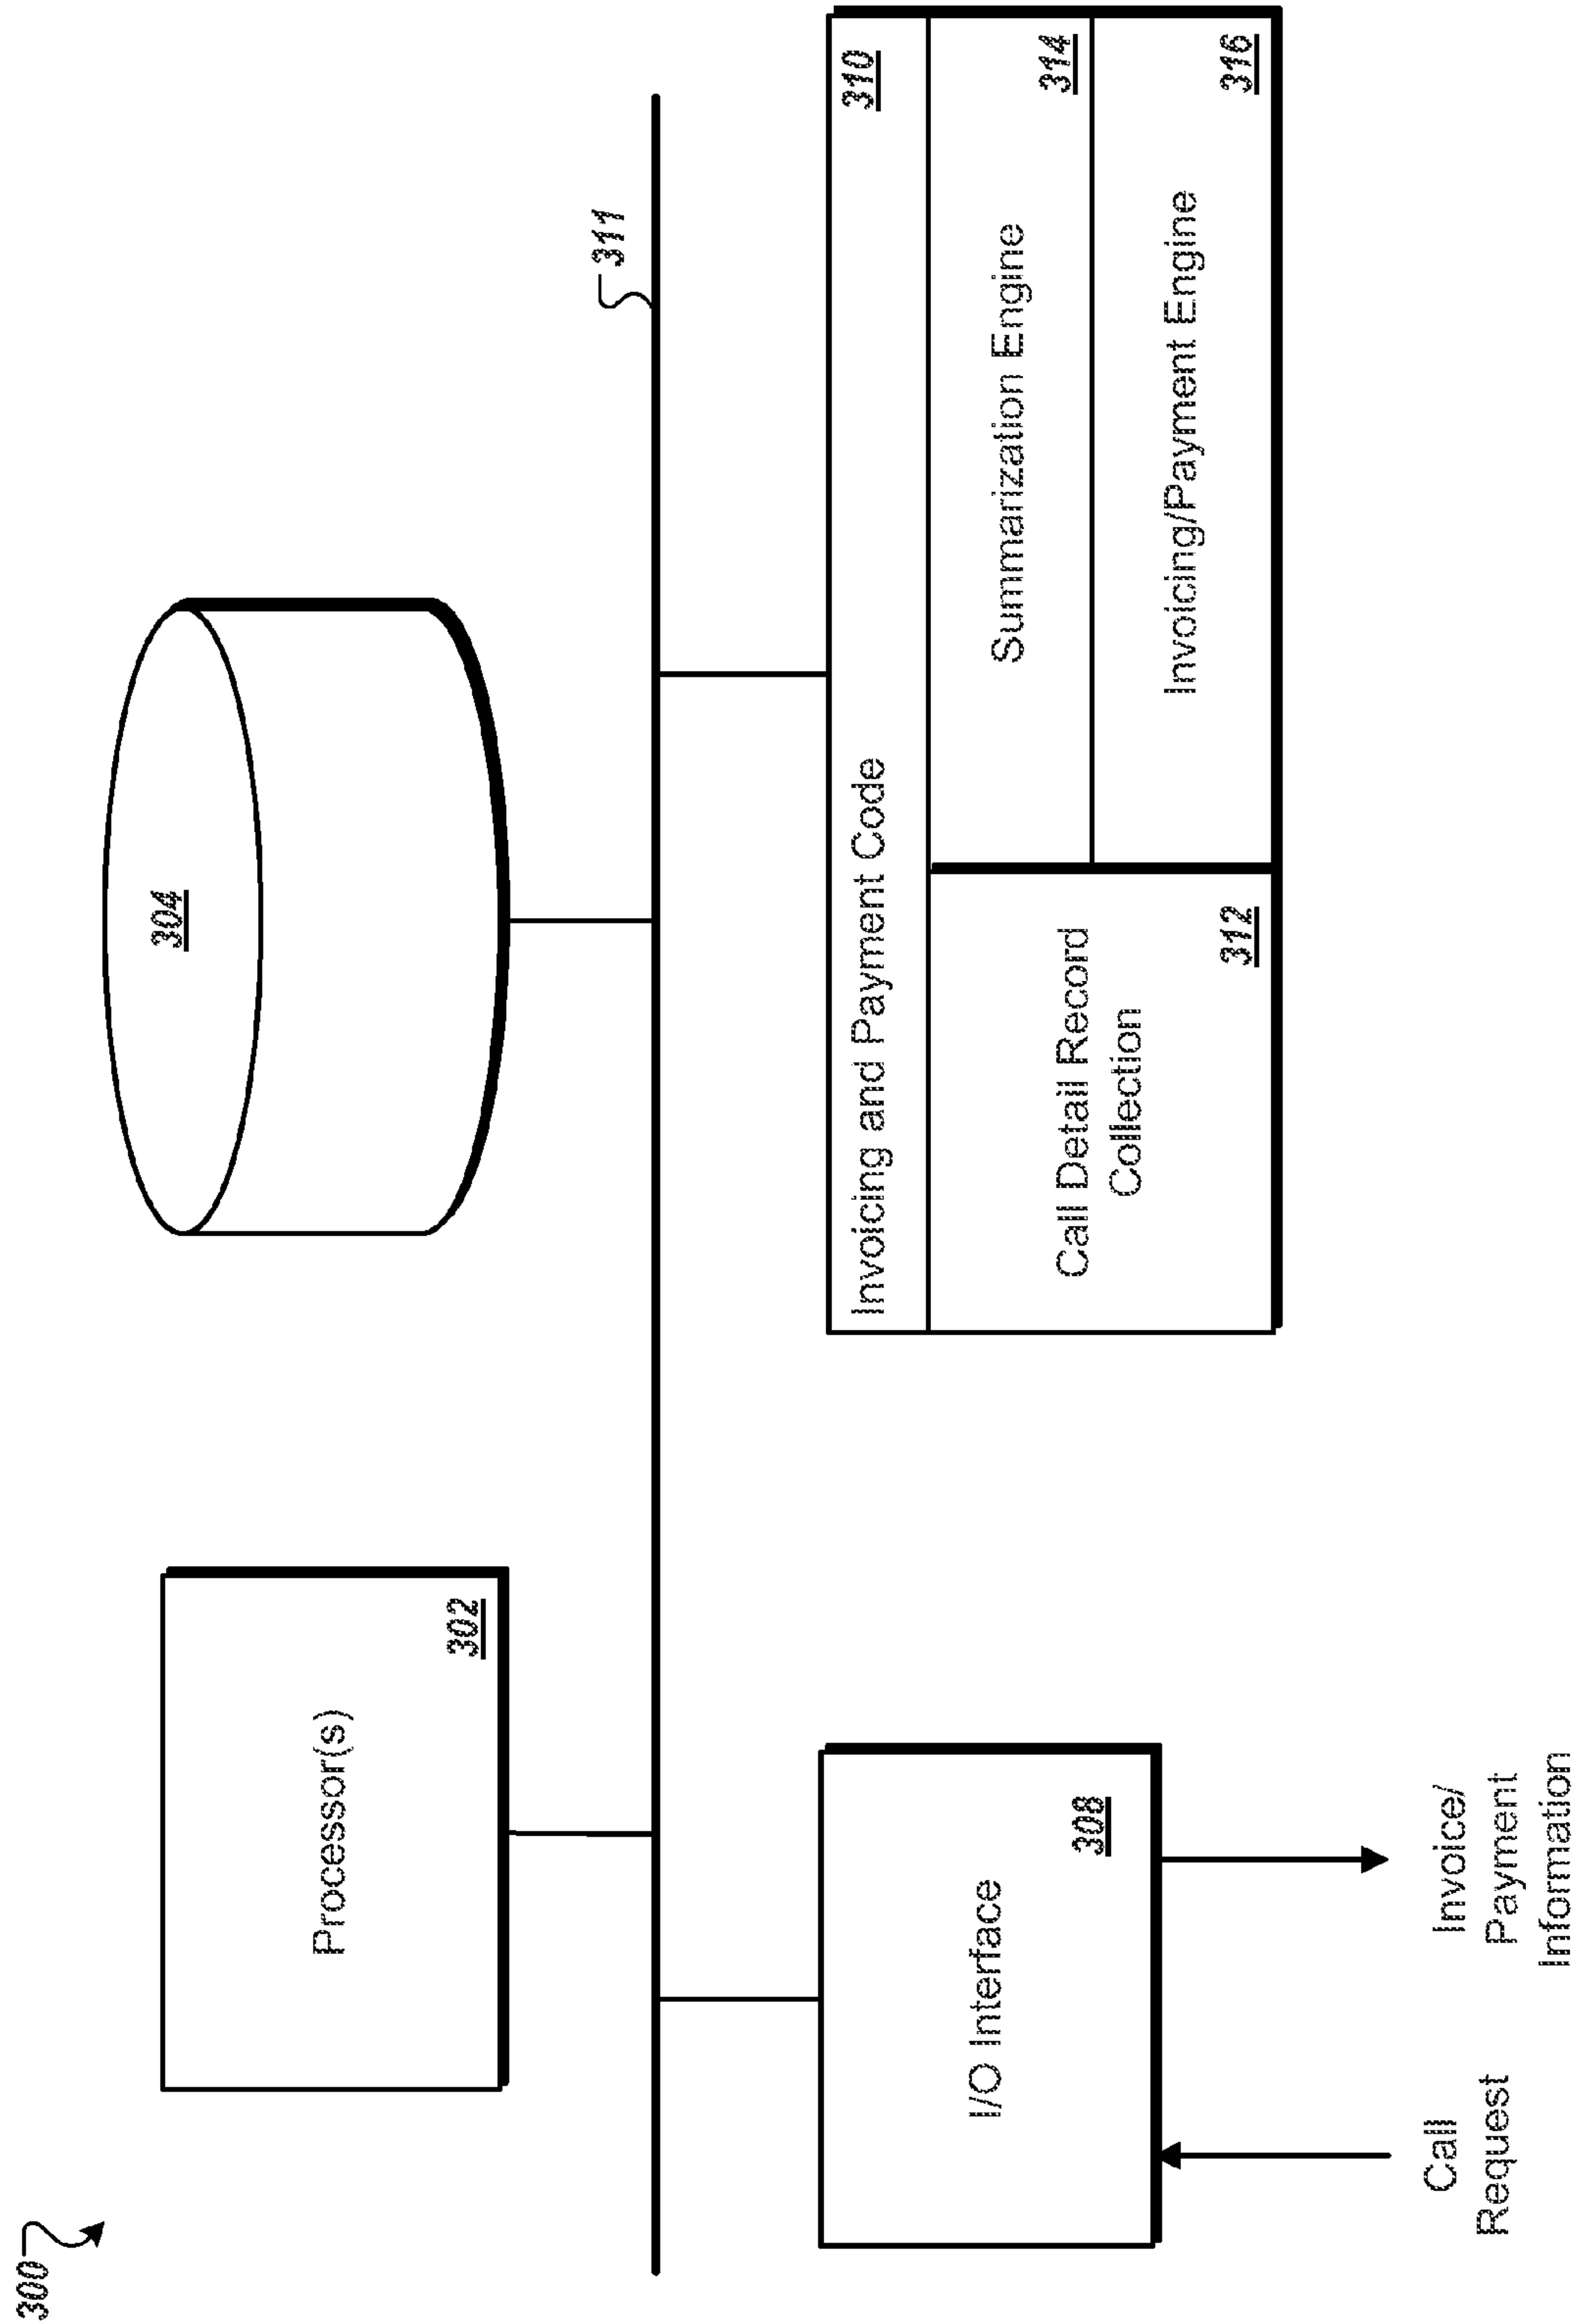 300
Processor(s)
302
304
311
I/O Interface
308
Call
Request
Invoice/
Payment
Information
Invoicing and Payment Code
310
Call Detail Record
Collection
312
Summarization Engine
314
Invoicing/Payment Engine
316